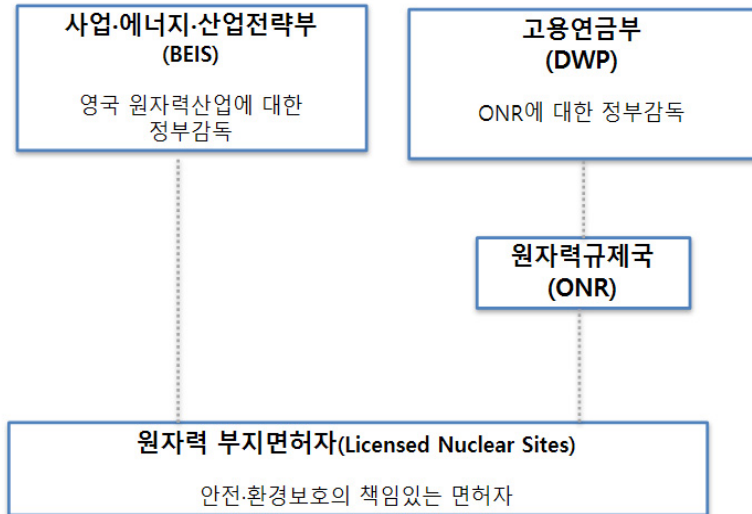 사업·에너지·산업전략부
(BEIS)
영국 원자력산업에 대한
정부감독
고용연금부
(DWP)
ONR에 대한 정부감독
원자력규제국
(ONR)
원자력 부지면허자(Licensed Nuclear Sites)
안전·환경보호의 책임있는 면허자